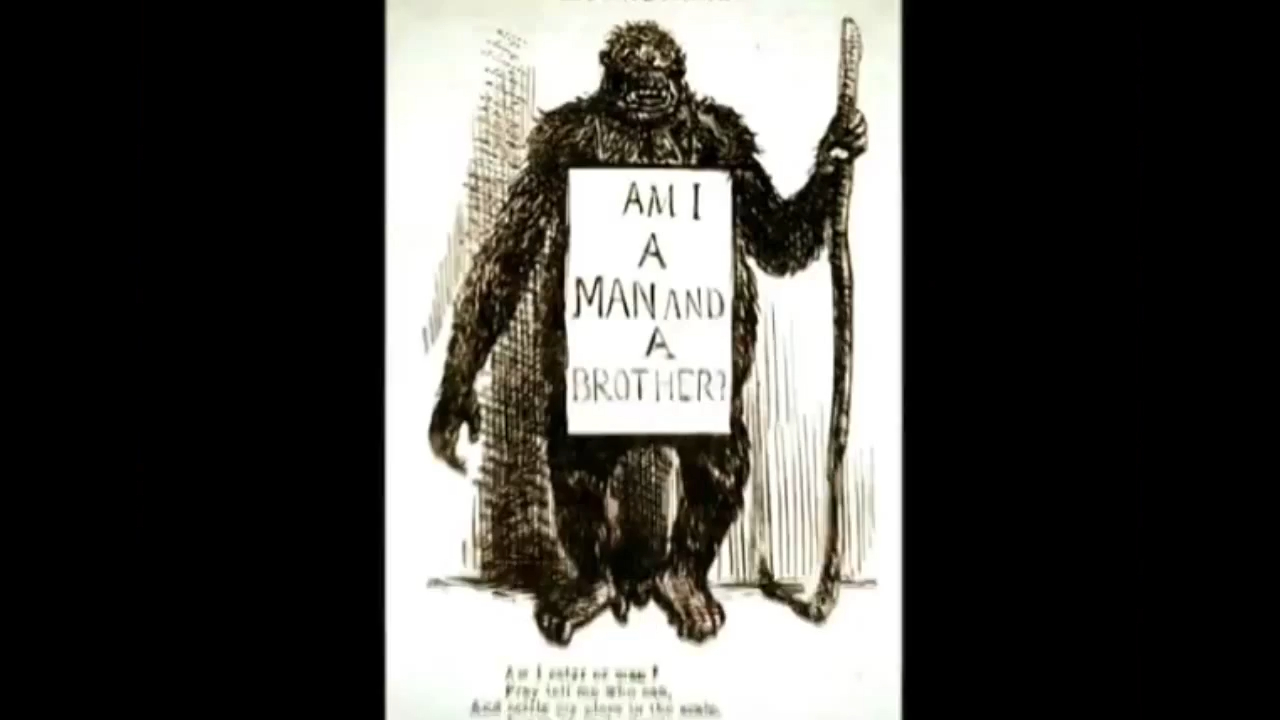 AM I
A
MAN AND
A
BROTHER?
Am I satyr or man?
Pray tell me who can,
And settle my place in the scale.